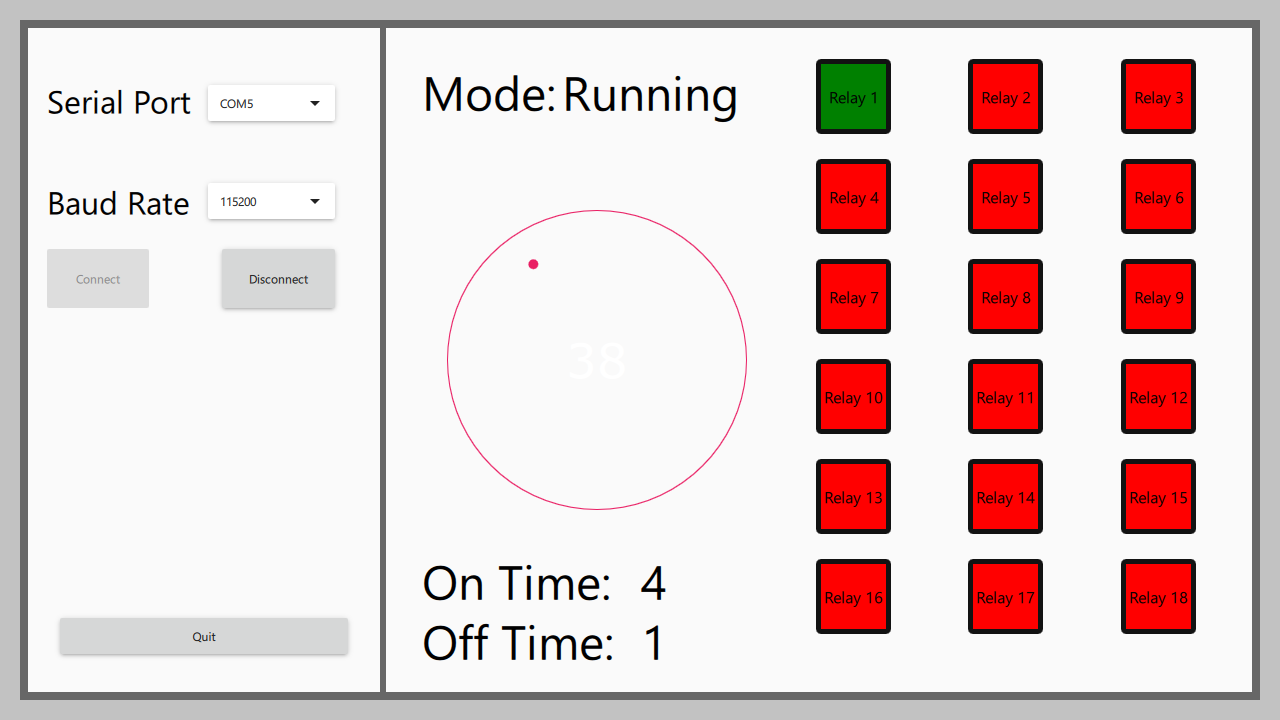 Serial Port COM5
Baud Rate 115200
Connect Disconnect
Quit
Mode: Running
38
On Time: 4
Off Time: 1
Relay 1 Relay 2 Relay 3
Relay 4 Relay 5 Relay 6
Relay 7 Relay 8 Relay 9
Relay 10 Relay 11 Relay 12
Relay 13 Relay 14 Relay 15
Relay 16 Relay 17 Relay 18